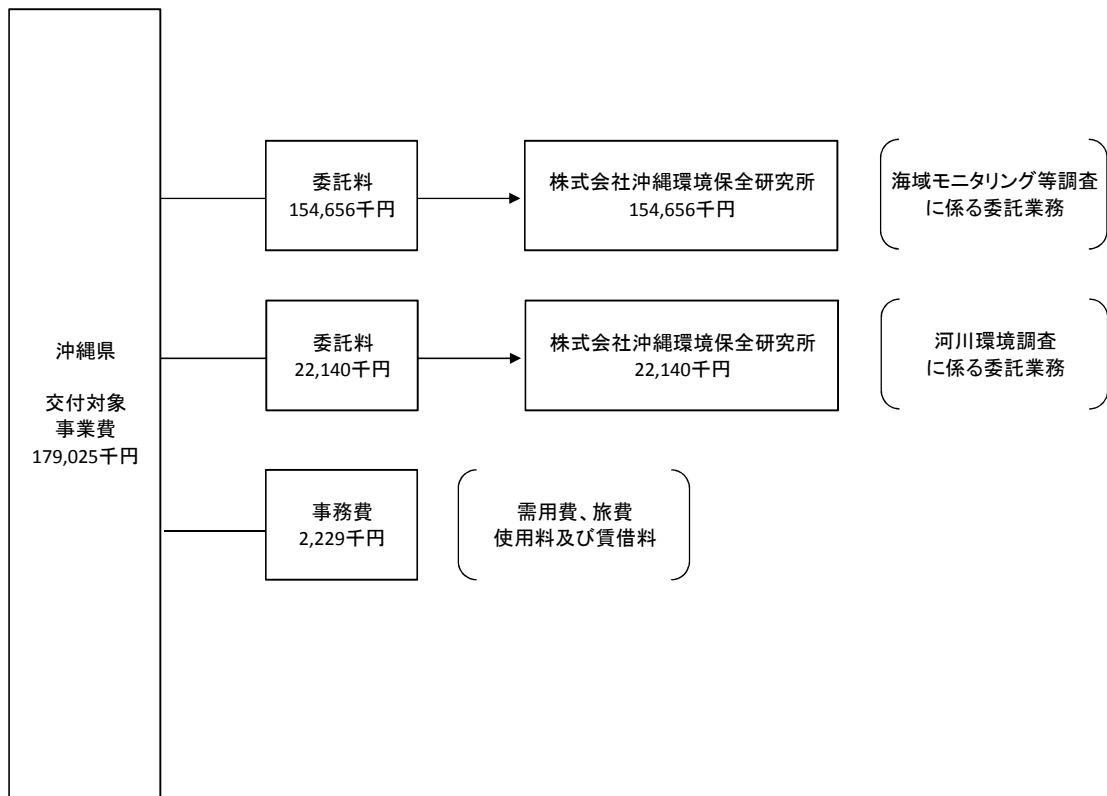 沖縄県
交付対象
事業費
179,025千円
委託料
154,656千円
株式会社沖縄環境保全研究所
154,656千円
海域モニタリング等調査
に係る委託業務
委託料
22,140千円
株式会社沖縄環境保全研究所
22,140千円
河川環境調査
に係る委託業務
事務費
2,229千円
需用費、旅費
使用料及び賃借料